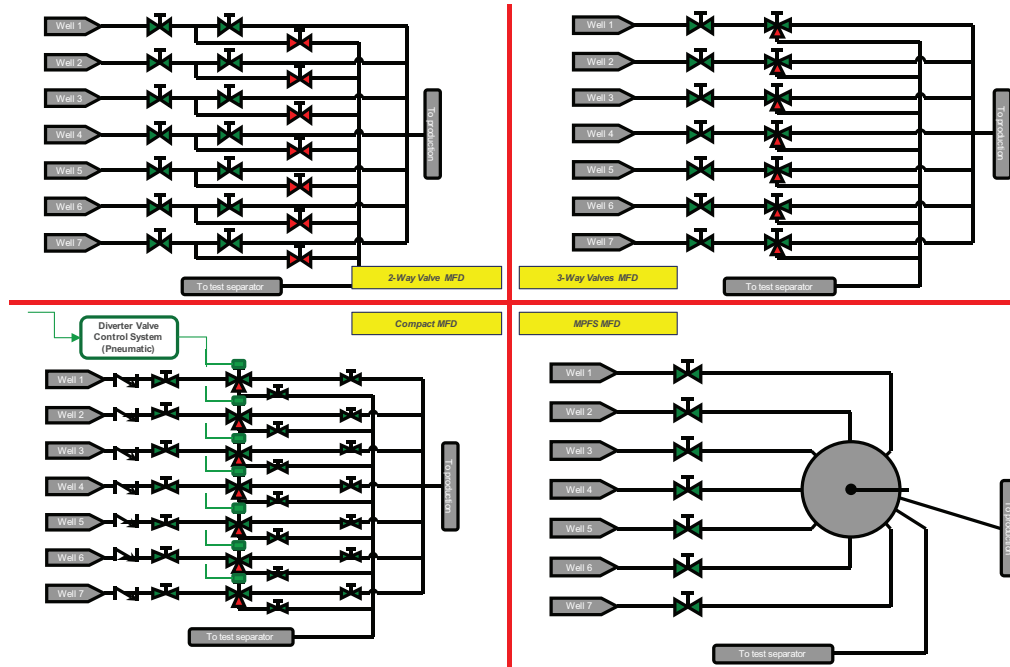 Well 1
Well 2
Well 3
Well 4
Well 5
Well 6
Well 7
To production
To test separator
2-Way Valve MFD
Well 1
Well 2
Well 3
Well 4
Well 5
Well 6
Well 7
To production
3-Way Valves MFD
To test separator
Diverter Valve
Control System
(Pneumatic)
Compact MFD
Well 1
Well 2
Well 3
Well 4
Well 5
Well 6
Well 7
To production
To test separator
MPFS MFD
Well 1
Well 2
Well 3
Well 4
Well 5
Well 6
Well 7
To production
To test separator